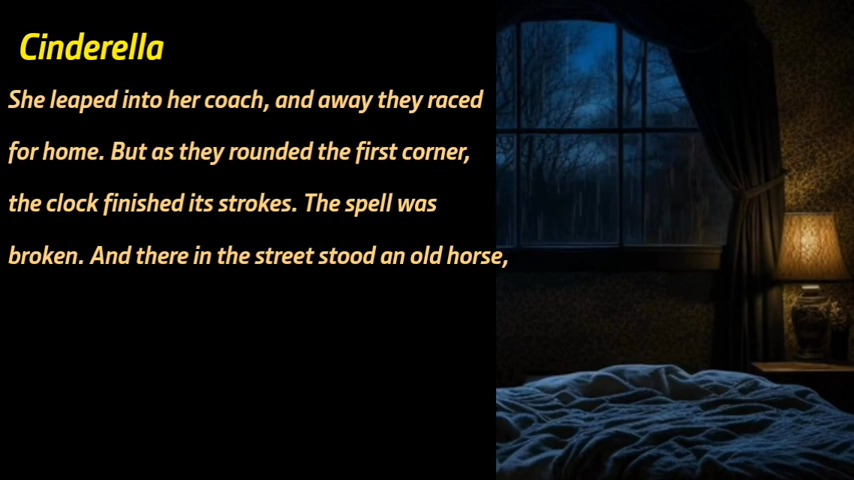 Cinderella
She leaped into her coach, and away they raced
for home. But as they rounded the first corner,
the clock finished its strokes. The spell was
broken. And there in the street stood an old horse,